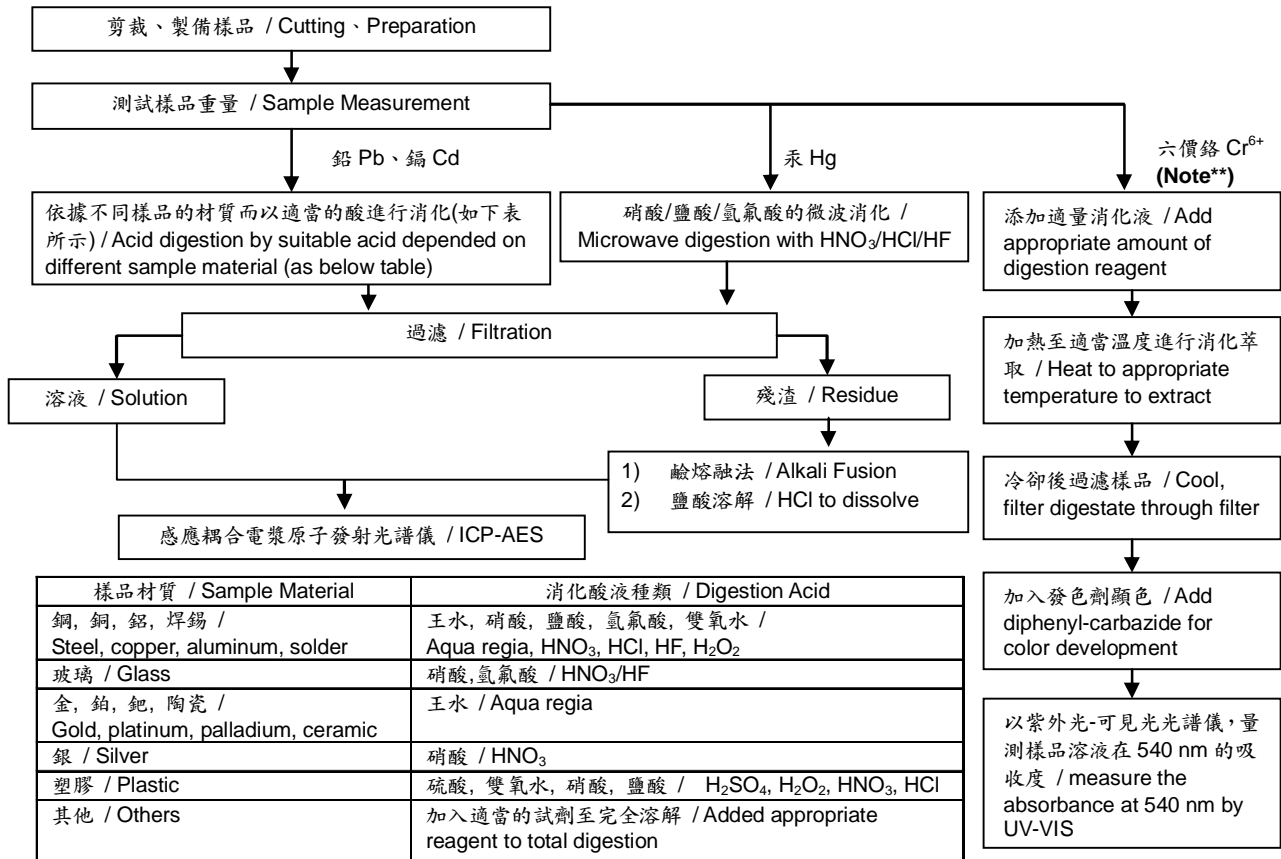 剪裁、製備樣品 / Cutting、Preparation
測試樣品重量 / Sample Measurement
鉛 Pb、鎘 Cd
汞 Hg
六價鉻 Cr⁶⁺
(Note**)
依據不同樣品的材質而以適當的酸進行消化(如下表
所示) / Acid digestion by suitable acid depended on
different sample material (as below table)
硝酸/鹽酸/氫氟酸的微波消化 /
Microwave digestion with HNO₃/HCl/HF
添加適量消化液 / Add
appropriate amount of
digestion reagent
過濾 / Filtration
加熱至適當溫度進行消化萃
取 / Heat to appropriate
temperature to extract
溶液 / Solution
殘渣 / Residue
1) 鹼熔融法 / Alkali Fusion
2) 鹽酸溶解 / HCl to dissolve
冷卻後過濾樣品 / Cool,
filter digestate through filter
感應耦合電漿原子發射光譜儀 / ICP-AES
加入發色劑顯色 / Add
diphenyl-carbazide for
color development
以紫外光-可見光光譜儀，量
測樣品溶液在 540 nm 的吸
收度 / measure the
absorbance at 540 nm by
UV-VIS
樣品材質 / Sample Material
消化酸液種類 / Digestion Acid
鋼, 銅, 鋁, 焊錫 /
Steel, copper, aluminum, solder
王水, 硝酸, 鹽酸, 氫氟酸, 雙氧水 /
Aqua regia, HNO₃, HCl, HF, H₂O₂
玻璃 / Glass
硝酸,氫氟酸 / HNO₃/HF
金, 鉑, 鈀, 陶瓷 /
Gold, platinum, palladium, ceramic
王水 / Aqua regia
銀 / Silver
硝酸 / HNO₃
塑膠 / Plastic
硫酸, 雙氧水, 硝酸, 鹽酸 / H₂SO₄, H₂O₂, HNO₃, HCl
其他 / Others
加入適當的試劑至完全溶解 / Added appropriate
reagent to total digestion